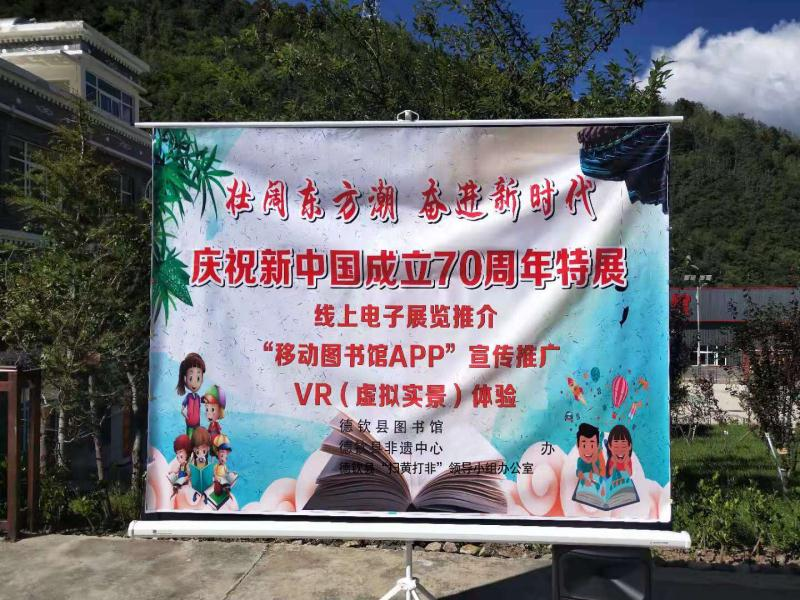 壮阔东方潮 奋进新时代
庆祝新中国成立70周年特展
线上电子展览推介
“移动图书馆APP”宣传推广
VR(虚拟实景)体验
德钦县图书馆
德钦县非遗中心 办
德钦县“扫黄打非”领导小组办公室